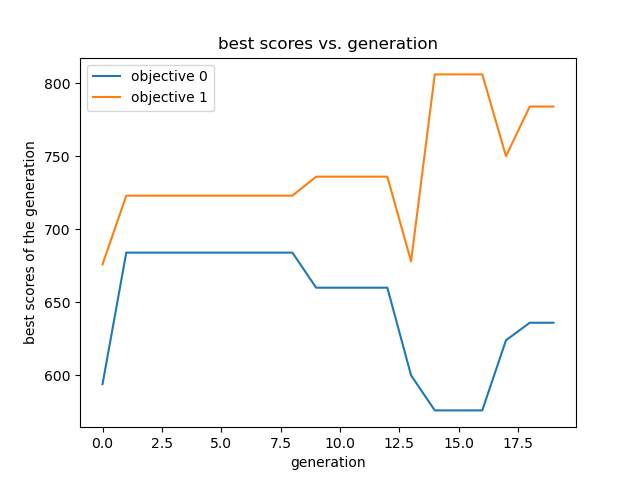 best scores vs. generation
objective 0
objective 1
best scores of the generation
800
750
700
650
600
0.0 2.5 5.0 7.5 10.0 12.5 15.0 17.5
generation